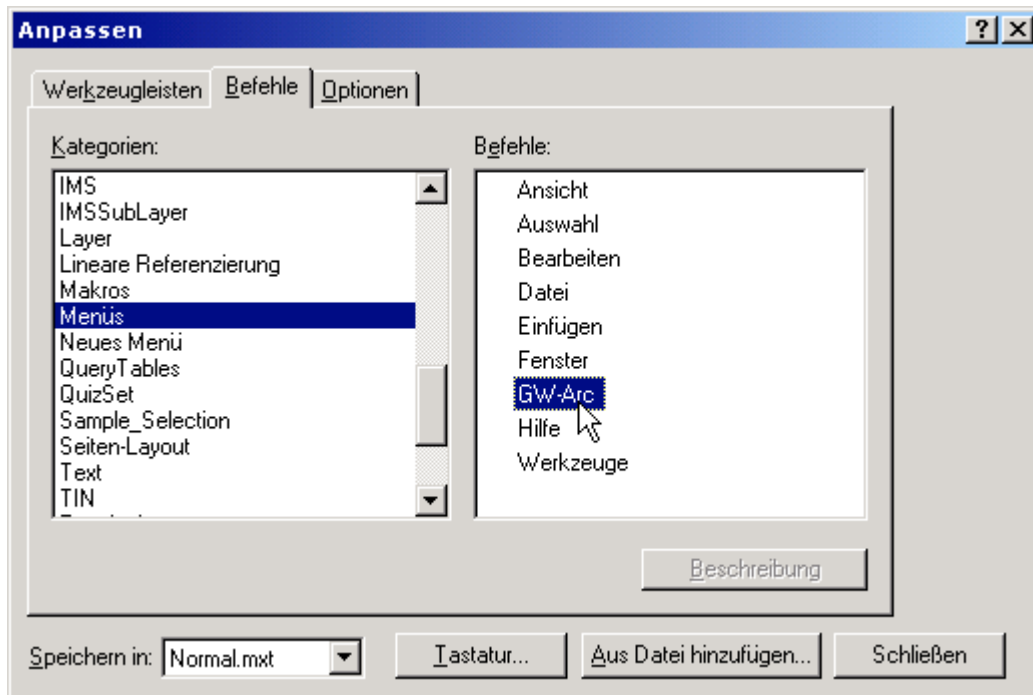 Anpassen
Werkzeugleisten Befehle Optionen
Kategorien:
IMS
IMSSubLayer
Layer
Lineare Referenzierung
Makros
Menüs
Neues Menü
QueryTables
QuizSet
Sample_Selection
Seiten-Layout
Text
TIN
Befehle:
Ansicht
Auswahl
Bearbeiten
Datei
Einfügen
Fenster
GW-Arc
Hilfe
Werkzeuge
Beschreibung
Speichern in: Normal.mxt Tastatur... Aus Datei hinzufügen... Schließen